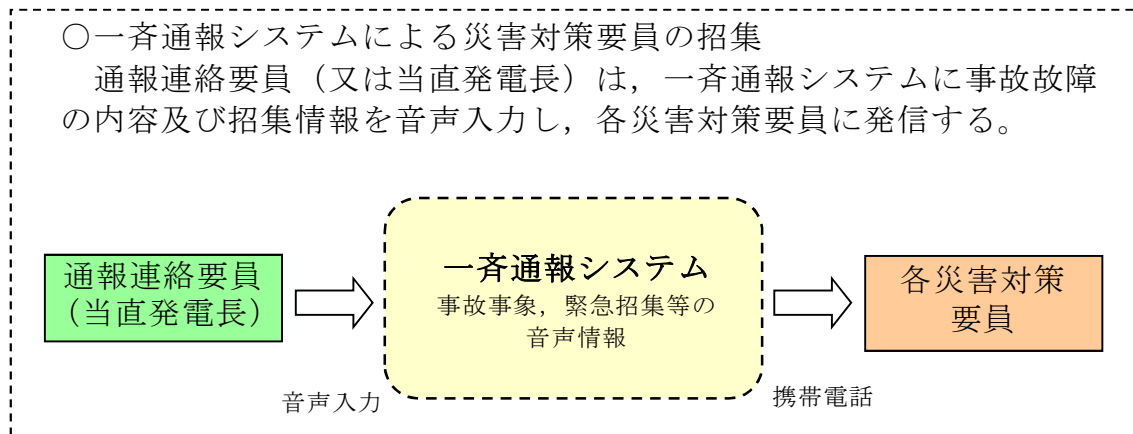 ○一斉通報システムによる災害対策要員の招集
通報連絡要員（又は当直発電長）は，一斉通報システムに事故故障
の内容及び招集情報を音声入力し，各災害対策要員に発信する。
通報連絡要員
（当直発電長）
一斉通報システム
事故事象，緊急招集等の
音声情報
各災害対策
要員
音声入力
携帯電話